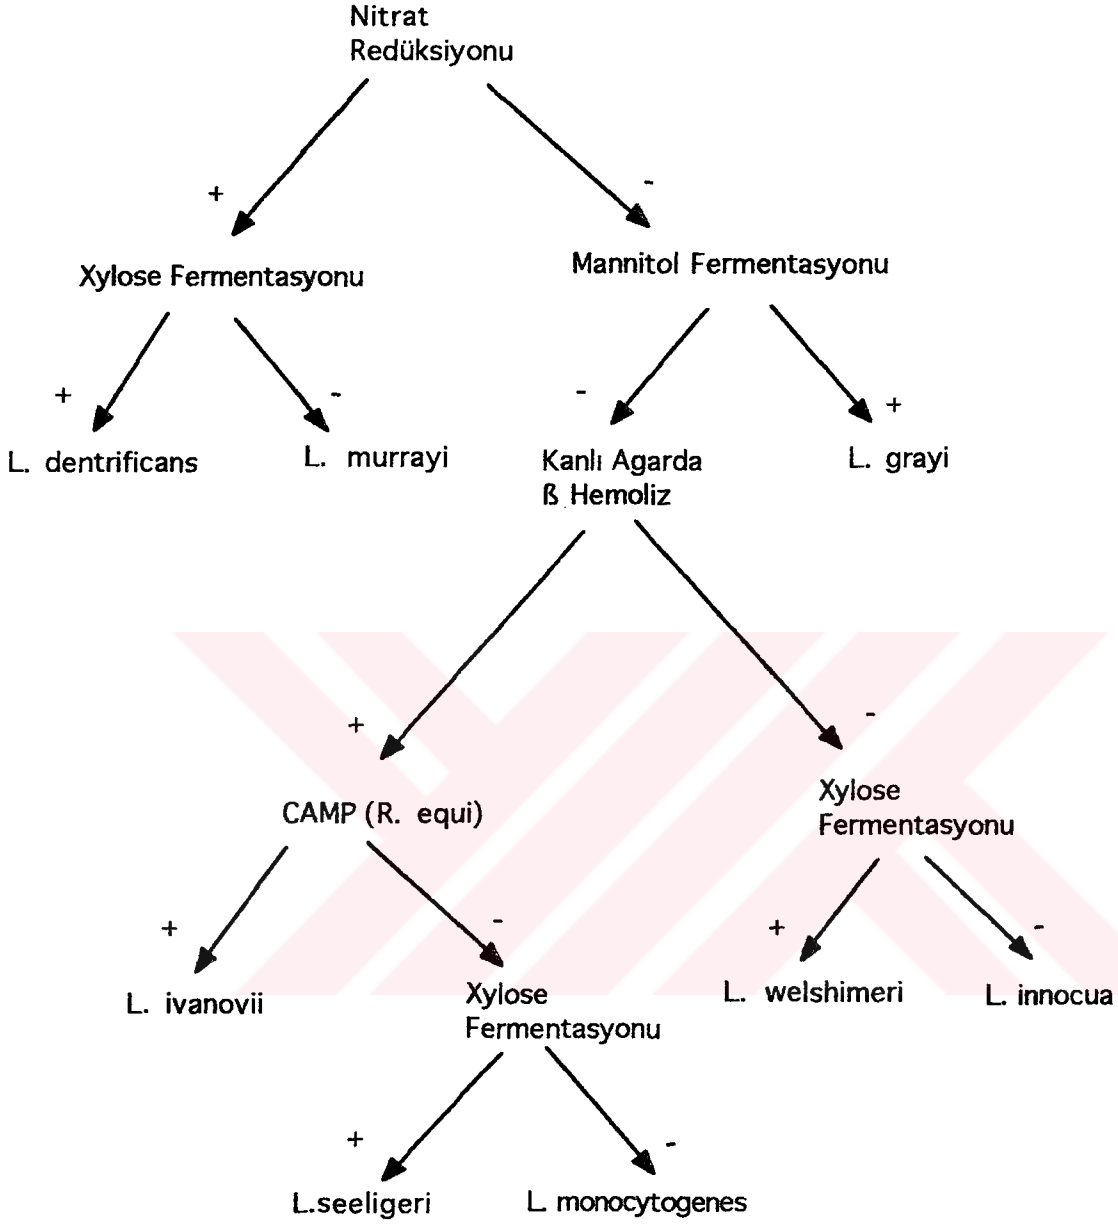 Nitrat
Redüksiyonu
+
-
Xylose Fermentasyonu
Mannitol Fermentasyonu
+
-
-
+
L. dentrificans
L. murrayi
Kanlı Agarda
ß Hemoliz
L. grayi
+
-
CAMP (R. equi)
Xylose
Fermentasyonu
+
-
+
-
L. ivanovii
Xylose
Fermentasyonu
L. welshimeri
L. innocua
+
-
L.seeligeri
L monocytogenes